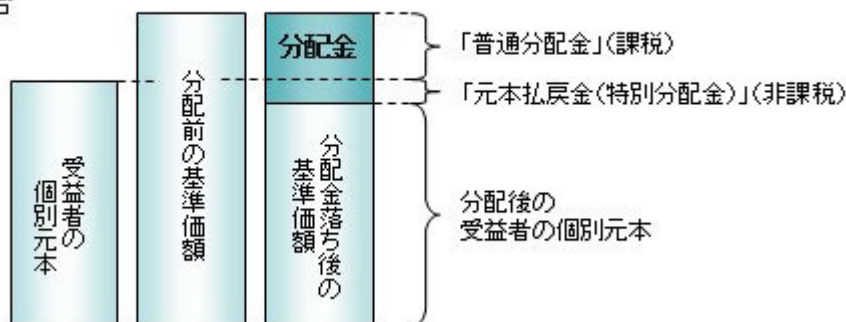 分配金
「普通分配金」(課税)
「元本払戻金(特別分配金)」(非課税)
受益者の
個別元本
分配前の基準価額
分配金落ち後の
基準価額
分配後の
受益者の個別元本